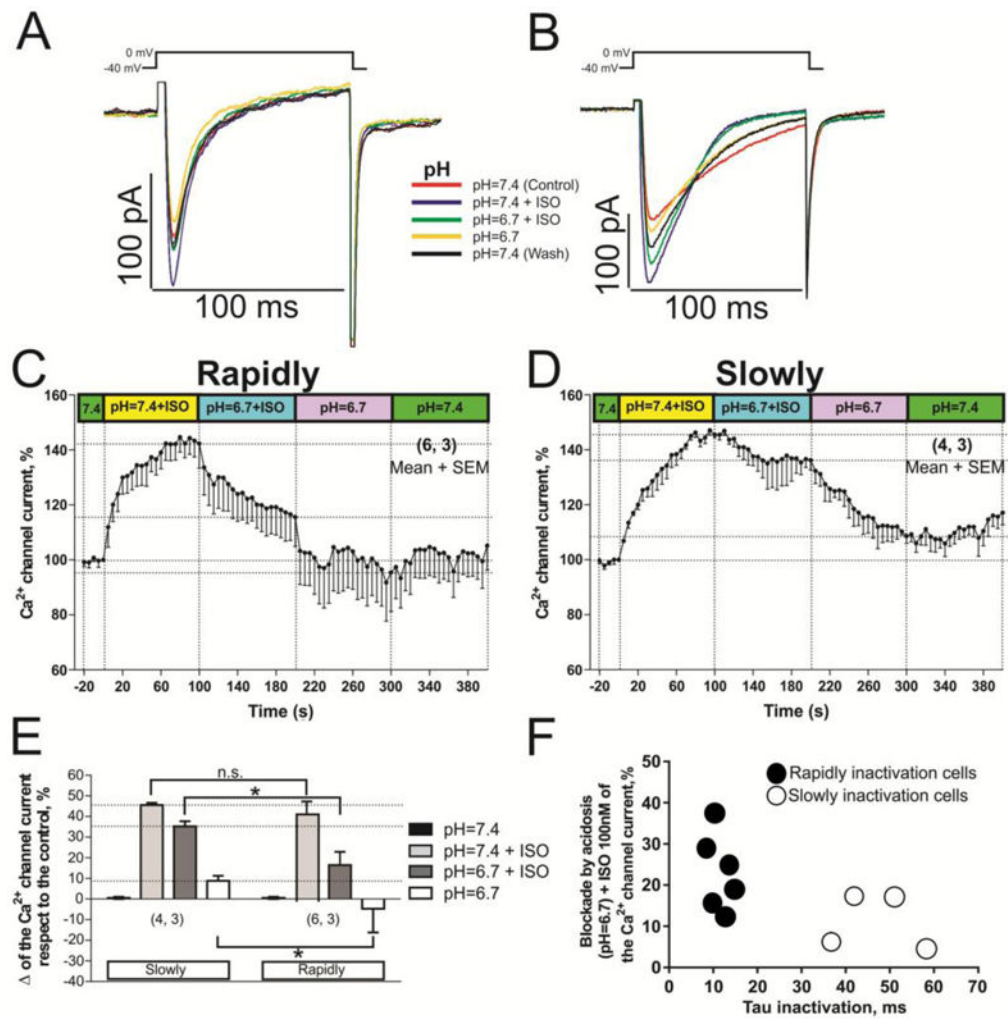 A
0 mV
-40 mV
100 pA
100 ms
B
0 mV
-40 mV
100 pA
100 ms
pH
pH=7.4 (Control)
pH=7.4 + ISO
pH=6.7 + ISO
pH=6.7
pH=7.4 (Wash)
C
Rapidly
160
140
120
100
80
60
Ca2+ channel current, %
7.4
pH=7.4+ISO
pH=6.7+ISO
pH=6.7
pH=7.4
(6, 3)
Mean + SEM
-20 20 60 100 140 180 220 260 300 340 380
Time (s)
D
Slowly
160
140
120
100
80
60
Ca2+ channel current, %
7.4
pH=7.4+ISO
pH=6.7+ISO
pH=6.7
pH=7.4
(4, 3)
Mean + SEM
-20 20 60 100 140 180 220 260 300 340 380
Time (s)
E
Δ of the Ca2+ channel current
respect to the control, %
60
50
40
30
20
10
0
-10
-20
-30
-40
n.s.
*
(4, 3)
(6, 3)
*
Slowly
Rapidly
pH=7.4
pH=7.4 + ISO
pH=6.7 + ISO
pH=6.7
F
Blockade by acidosis
(pH=6.7) + ISO 100nM of
the Ca2+ channel current,%
50
40
30
20
10
0
Rapidly inactivation cells
Slowly inactivation cells
0 10 20 30 40 50 60 70
Tau inactivation, ms